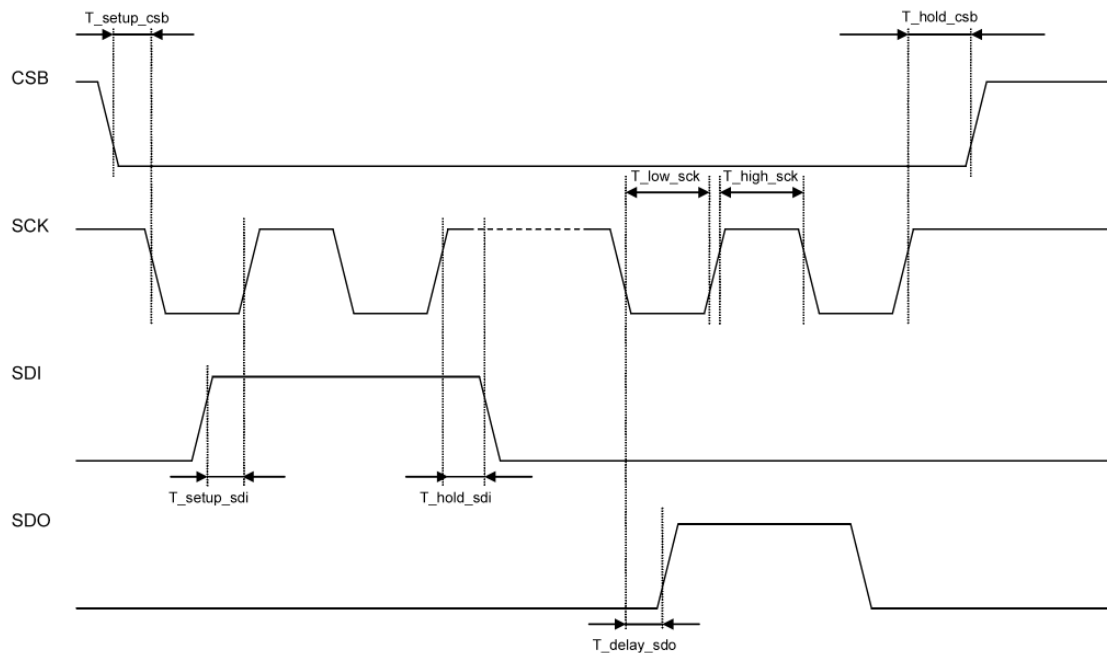 T_setup_csb
T_hold_csb
CSB
T_low_sck
T_high_sck
SCK
SDI
T_setup_sdi
T_hold_sdi
SDO
T_delay_sdo